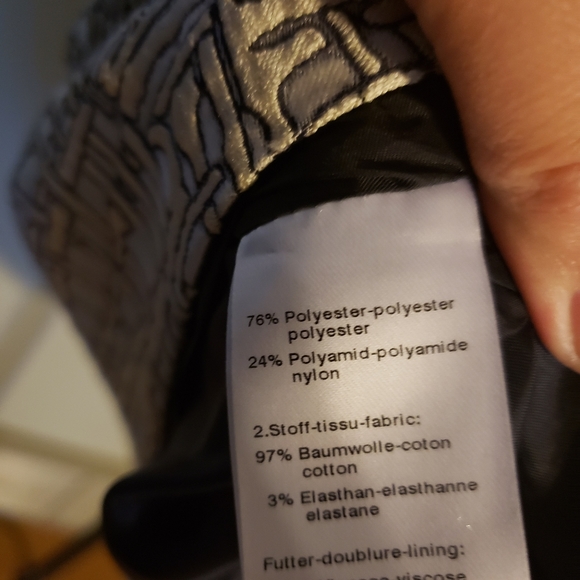 76% Polyester-polyester
polyester
24% Polyamid-polyamide
nylon
2.Stoff-tissu-fabric:
97% Baumwolle-coton
cotton
3% Elasthan-elasthanne
elastane
Futter-doublure-lining:
viscose